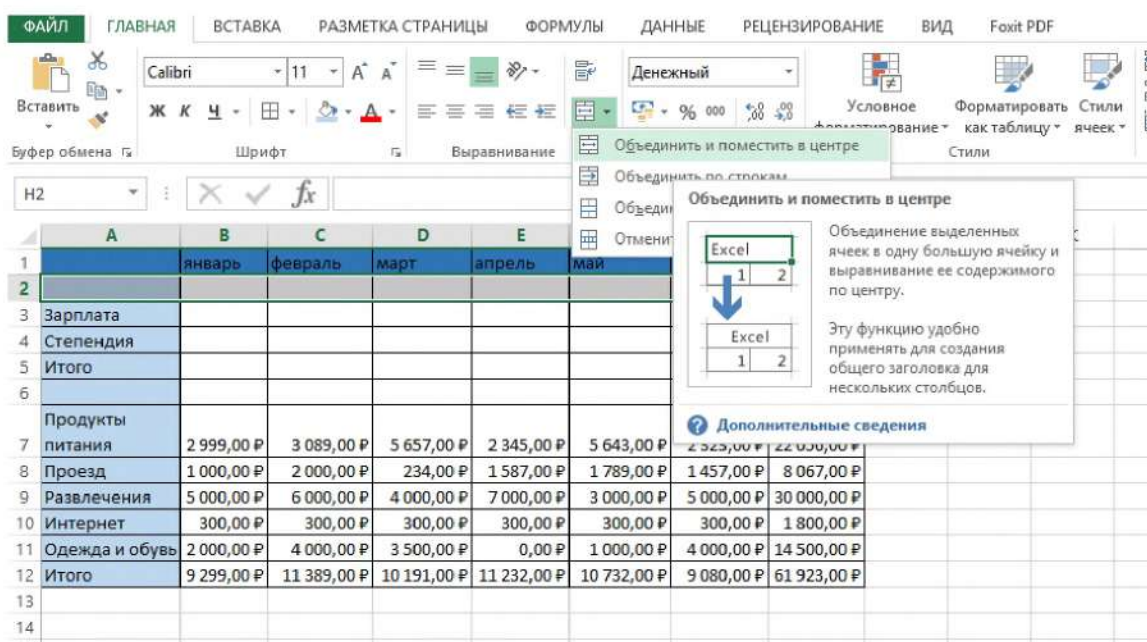 ФАЙЛ ГЛАВНАЯ ВСТАВКА РАЗМЕТКА СТРАНИЦЫ ФОРМУЛЫ ДАННЫЕ РЕЦЕНЗИРОВАНИЕ ВИД Foxit PDF
Calibri 11 Денежный
Вставить Ж К Ч % 000 Условное форматирование Форматировать как таблицу Стили ячеек
Буфер обмена Шрифт Выравнивание Стили
Объединить и поместить в центре
Объединить по строкам
H2 fx
Объединить и поместить в центре
Excel
1 2
Excel
1 2
Объединение выделенных
ячеек в одну большую ячейку и
выравнивание ее содержимого
по центру.
Эту функцию удобно
применять для создания
общего заголовка для
нескольких столбцов.
Дополнительные сведения
A B C D E
1 январь февраль март апрель май
2
3 Зарплата
4 Степендия
5 Итого
6
Продукты
7 питания 2 999,00 ₽ 3 089,00 ₽ 5 657,00 ₽ 2 345,00 ₽ 5 643,00 ₽
8 Проезд 1 000,00 ₽ 2 000,00 ₽ 234,00 ₽ 1 587,00 ₽ 1 789,00 ₽ 1 457,00 ₽ 8 067,00 ₽
9 Развлечения 5 000,00 ₽ 6 000,00 ₽ 4 000,00 ₽ 7 000,00 ₽ 3 000,00 ₽ 5 000,00 ₽ 30 000,00 ₽
10 Интернет 300,00 ₽ 300,00 ₽ 300,00 ₽ 300,00 ₽ 300,00 ₽ 300,00 ₽ 1 800,00 ₽
11 Одежда и обувь 2 000,00 ₽ 4 000,00 ₽ 3 500,00 ₽ 0,00 ₽ 1 000,00 ₽ 4 000,00 ₽ 14 500,00 ₽
12 Итого 9 299,00 ₽ 11 389,00 ₽ 10 191,00 ₽ 11 232,00 ₽ 10 732,00 ₽ 9 080,00 ₽ 61 923,00 ₽
13
14